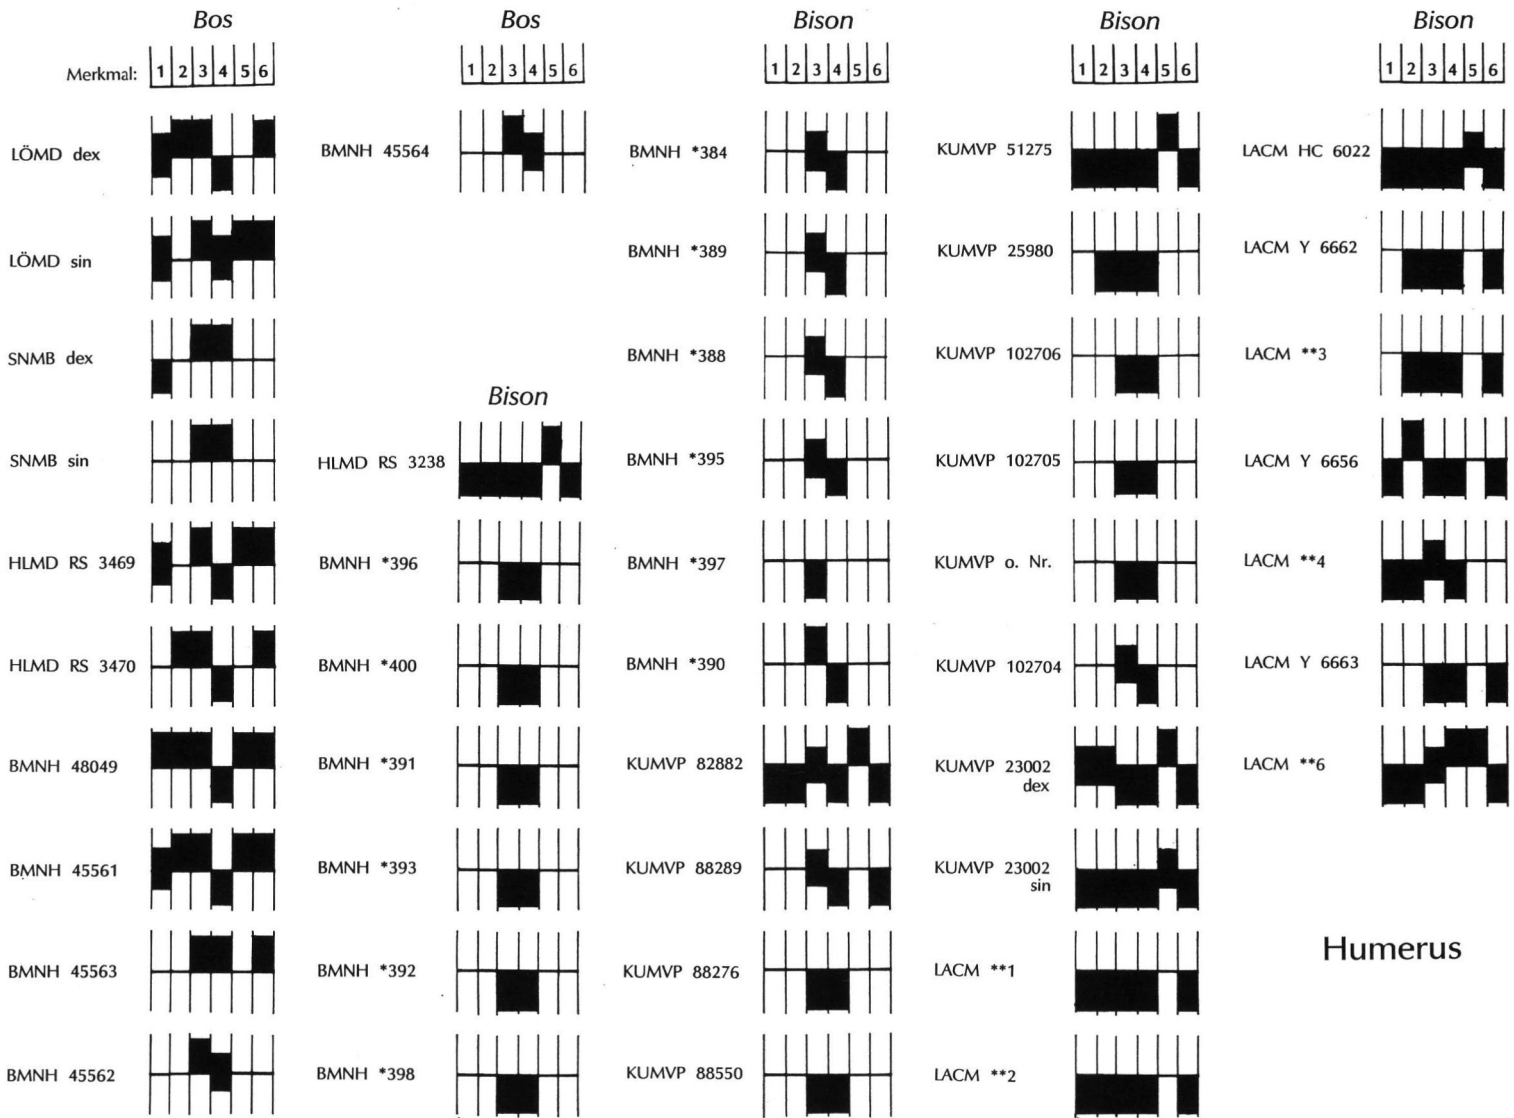 Bos Bos Bison Bison Bison
Merkmal: 1 2 3 4 5 6 1 2 3 4 5 6 1 2 3 4 5 6 1 2 3 4 5 6 1 2 3 4 5 6
LÖMD dex BMNH 45564 BMNH *384 KUMVP 51275 LACM HC 6022
LÖMD sin BMNH *389 KUMVP 25980 LACM Y 6662
SNMB dex BMNH *388 KUMVP 102706 LACM **3
Bison
SNMB sin HLMD RS 3238 BMNH *395 KUMVP 102705 LACM Y 6656
HLMD RS 3469 BMNH *396 BMNH *397 KUMVP o. Nr. LACM **4
HLMD RS 3470 BMNH *400 BMNH *390 KUMVP 102704 LACM Y 6663
BMNH 48049 BMNH *391 KUMVP 82882 KUMVP 23002 LACM **6
dex
BMNH 45561 BMNH *393 KUMVP 88289 KUMVP 23002
sin
Humerus
BMNH 45563 BMNH *392 KUMVP 88276 LACM **1
BMNH 45562 BMNH *398 KUMVP 88550 LACM **2